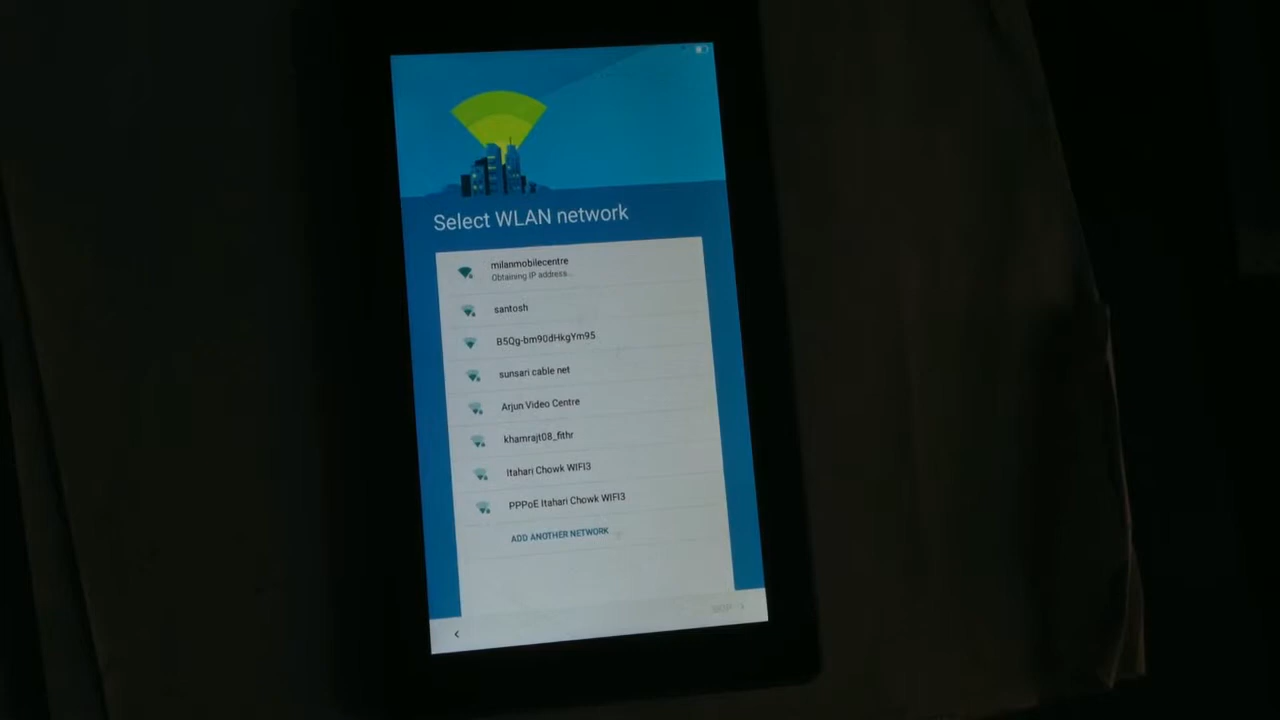 Select WLAN network
milanmobilecentre
Obtaining IP address...
santosh
B5Qg-bm90dHkgYm95
sunsari cable net
Arjun Video Centre
khamrajt08_fithr
Itahari Chowk WIFI3
PPPoE Itahari Chowk WIFI3
ADD ANOTHER NETWORK
SKIP